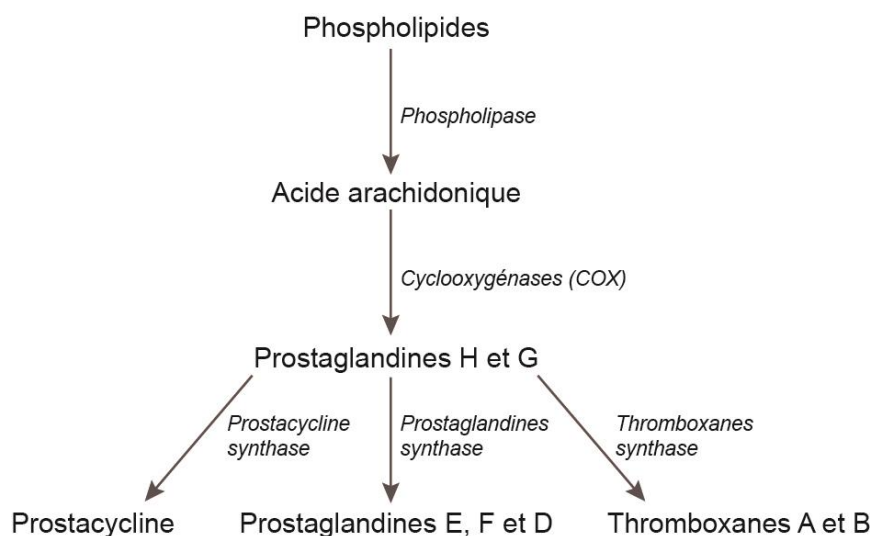 Phospholipides
Phospholipase
Acide arachidonique
Cyclooxygénases (COX)
Prostaglandines H et G
Prostacycline
synthase
Prostaglandines
synthase
Thromboxanes
synthase
Prostacycline
Prostaglandines E, F et D
Thromboxanes A et B